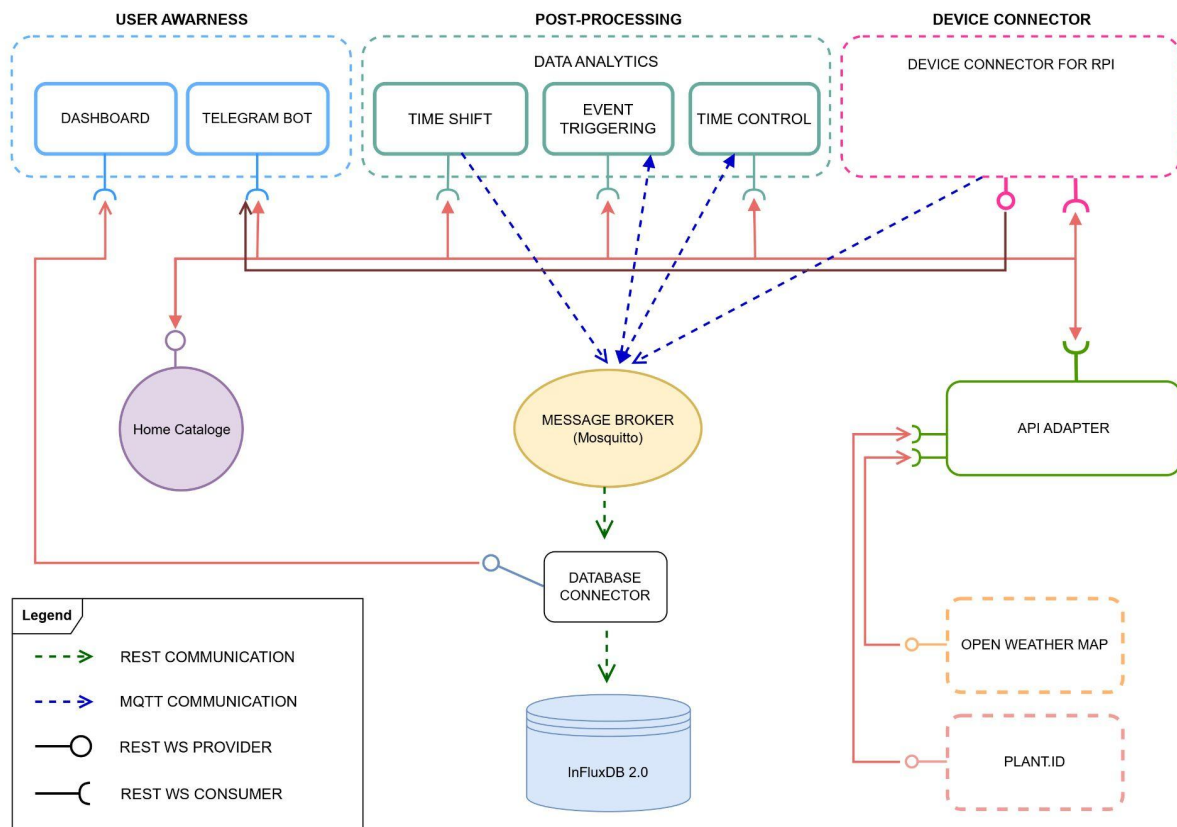 USER AWARNESS
POST-PROCESSING
DEVICE CONNECTOR
DATA ANALYTICS
DEVICE CONNECTOR FOR RPI
DASHBOARD
TELEGRAM BOT
TIME SHIFT
EVENT
TRIGGERING
TIME CONTROL
Home Cataloge
MESSAGE BROKER
(Mosquitto)
API ADAPTER
DATABASE
CONNECTOR
OPEN WEATHER MAP
PLANT.ID
InFluxDB 2.0
Legend
REST COMMUNICATION
MQTT COMMUNICATION
REST WS PROVIDER
REST WS CONSUMER